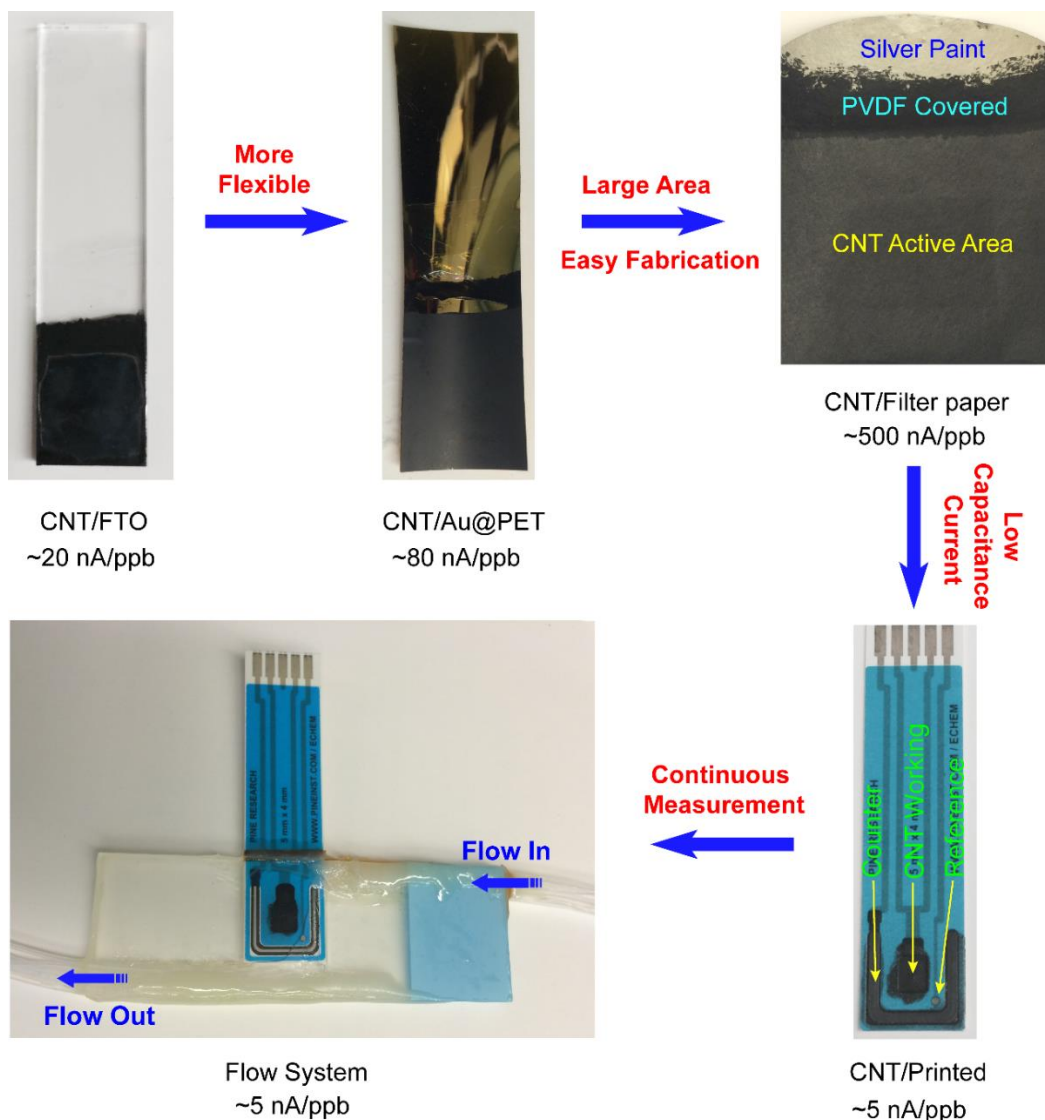 More
Flexible
Large Area
Easy Fabrication
Silver Paint
PVDF Covered
CNT Active Area
CNT/FTO
~20 nA/ppb
CNT/Au@PET
~80 nA/ppb
CNT/Filter paper
~500 nA/ppb
Low
Capacitance
Current
Counter
CNT Working
Reference
CNT/Printed
~5 nA/ppb
Continuous
Measurement
PINE RESEARCH
5 mm x 4 mm
WWW.PINEINST.COM / ECHEM
Flow In
Flow Out
Flow System
~5 nA/ppb